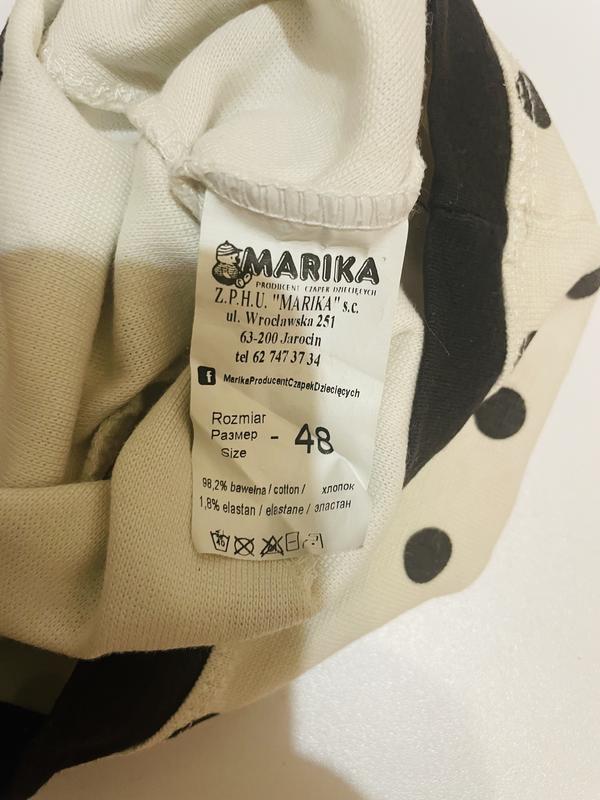 MARIKA
PRODUCENT CZAPEK DZIECIĘCYCH
Z.P.H.U. "MARIKA" s.c.
ul. Wrocławska 251
63-200 Jarocin
tel 62 747 37 34
f MarikaProducentCzapekDziecięcych
Rozmiar
Размер - 48
Size
98,2% bawełna / cotton / хлопок
1,8% elastan / elastane / эластан
40